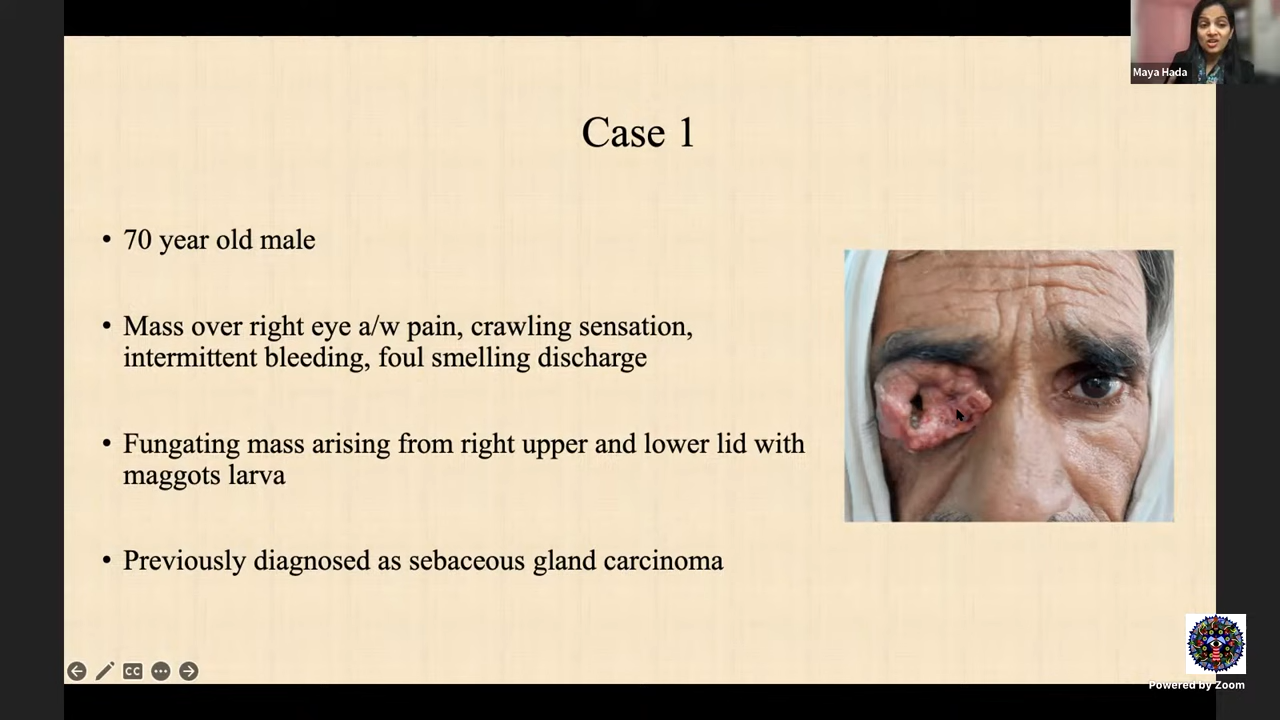 Maya Hada
Case 1
• 70 year old male
• Mass over right eye a/w pain, crawling sensation,
intermittent bleeding, foul smelling discharge
• Fungating mass arising from right upper and lower lid with
maggots larva
• Previously diagnosed as sebaceous gland carcinoma
CC
Powered by Zoom